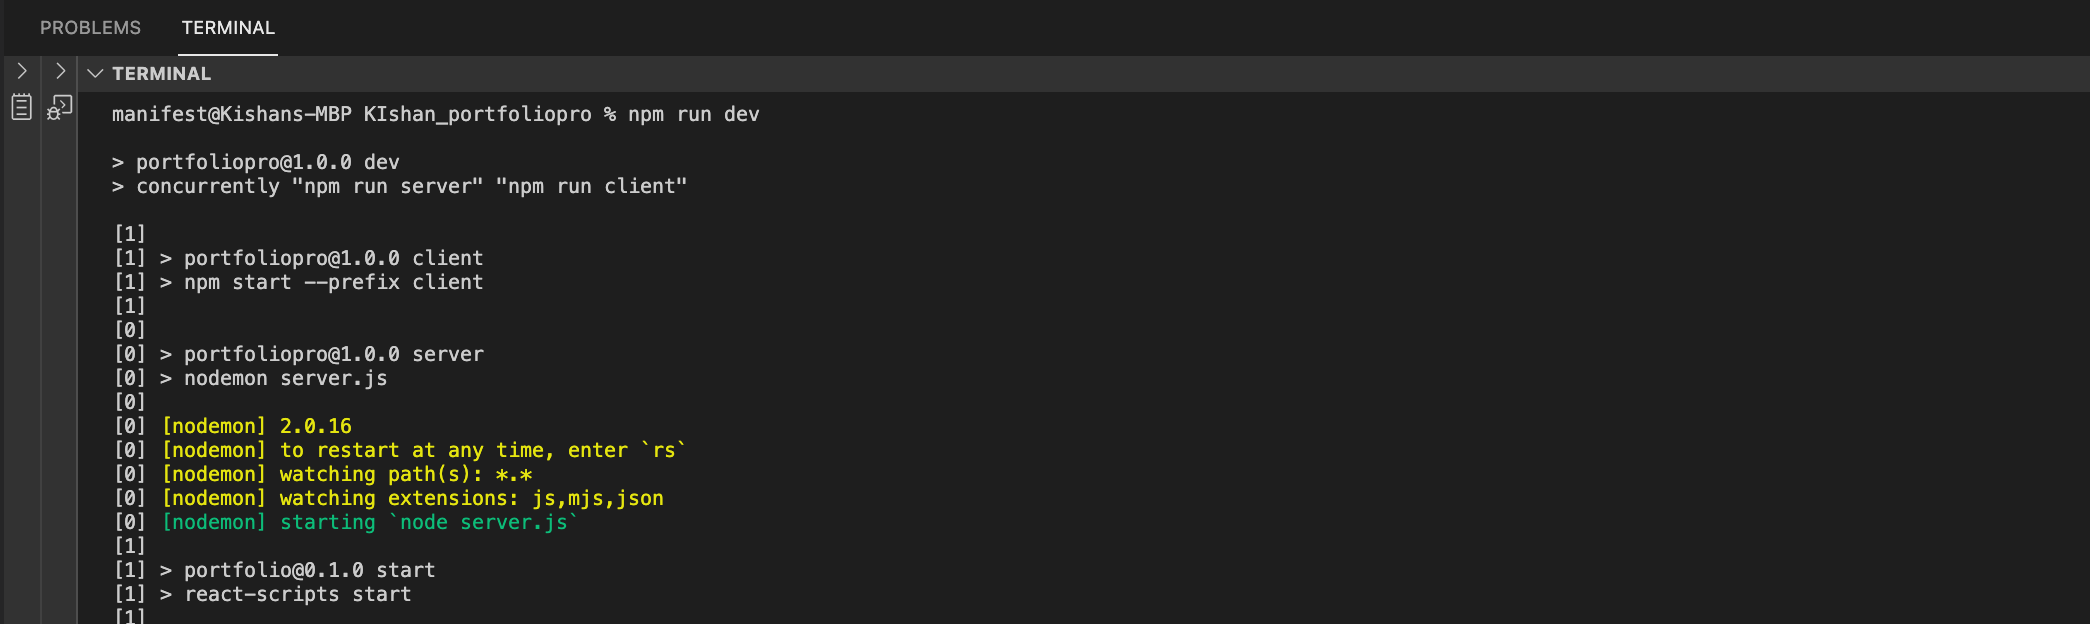 PROBLEMS TERMINAL
TERMINAL
manifest@Kishans-MBP KIshan_portfoliopro % npm run dev
> portfoliopro@1.0.0 dev
> concurrently "npm run server" "npm run client"
[1]
[1] > portfoliopro@1.0.0 client
[1] > npm start --prefix client
[1]
[0]
[0] > portfoliopro@1.0.0 server
[0] > nodemon server.js
[0]
[0] [nodemon] 2.0.16
[0] [nodemon] to restart at any time, enter `rs`
[0] [nodemon] watching path(s): *.*
[0] [nodemon] watching extensions: js,mjs,json
[0] [nodemon] starting `node server.js`
[1]
[1] > portfolio@0.1.0 start
[1] > react-scripts start
[1]